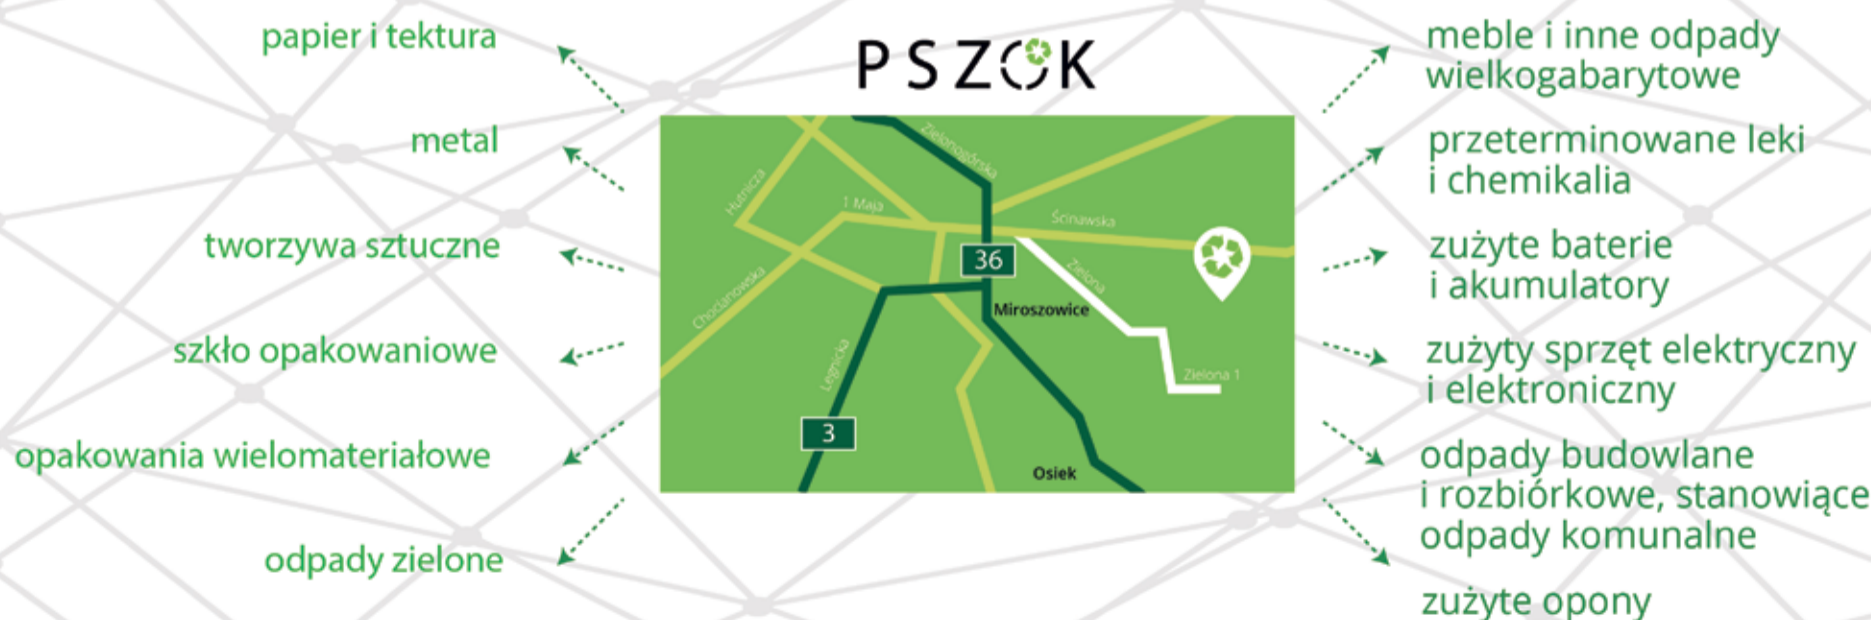 papier i tektura
metal
tworzywa sztuczne
szkło opakowaniowe
opakowania wielomateriałowe
odpady zielone
PSZOK
Zielonogórska
Hutnicza
1 Maja
Ścinawska
36
Zielona
Chocianowska
Miroszowice
Legnicka
Zielona 1
3
Osiek
meble i inne odpady
wielkogabarytowe
przeterminowane leki
i chemikalia
zużyte baterie
i akumulatory
zużyty sprzęt elektryczny
i elektroniczny
odpady budowlane
i rozbiórkowe, stanowiące
odpady komunalne
zużyte opony